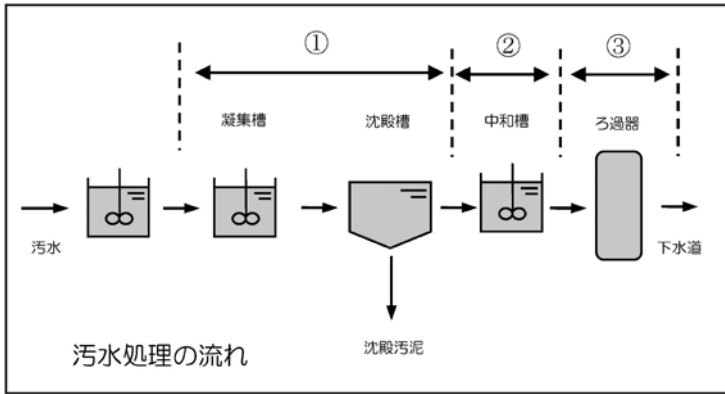 ① ② ③
凝集槽 沈殿槽 中和槽 ろ過器
汚水 下水道
沈殿汚泥
汚水処理の流れ